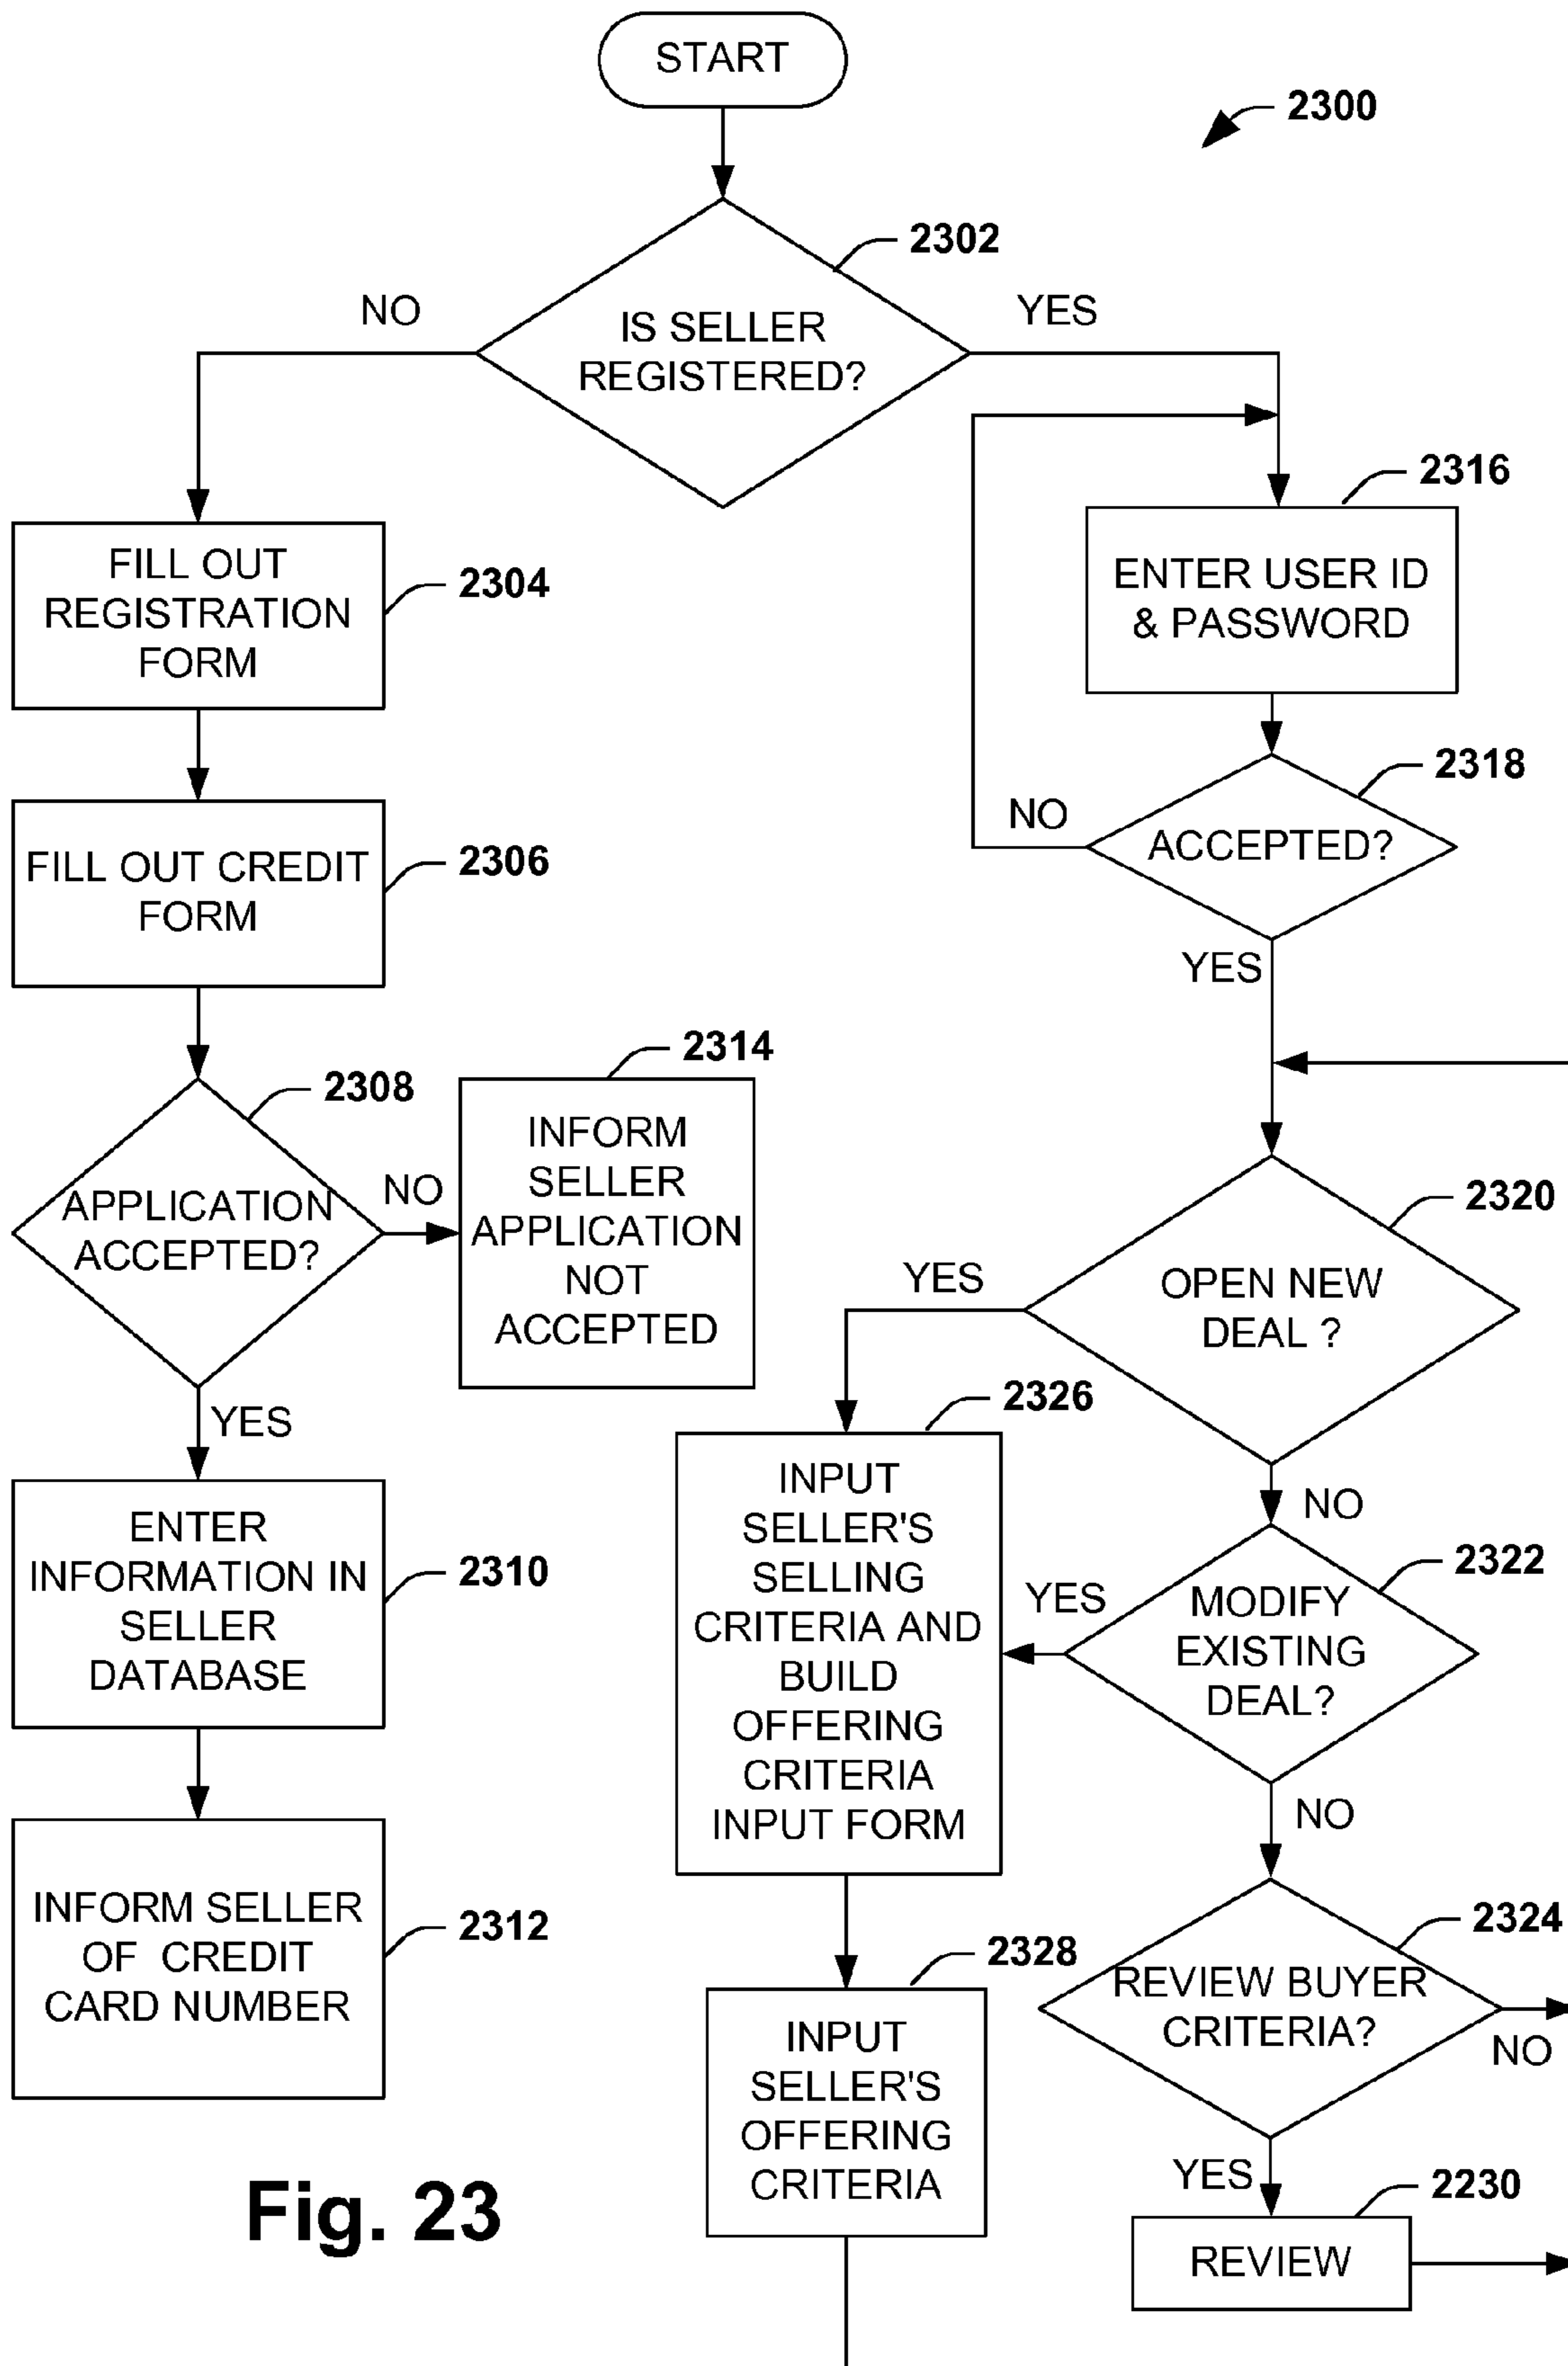 START
2300
2302
NO
YES
IS SELLER
REGISTERED?
2316
FILL OUT
REGISTRATION
FORM
2304
ENTER USER ID
& PASSWORD
2318
NO
ACCEPTED?
FILL OUT CREDIT
FORM
2306
YES
2314
2308
INFORM
SELLER
APPLICATION
NOT
ACCEPTED
APPLICATION
ACCEPTED?
NO
2320
YES
OPEN NEW
DEAL ?
2326
YES
NO
ENTER
INFORMATION IN
SELLER
DATABASE
2310
INPUT
SELLER'S
SELLING
CRITERIA AND
BUILD
OFFERING
CRITERIA
INPUT FORM
2322
YES
MODIFY
EXISTING
DEAL?
NO
INFORM SELLER
OF CREDIT
CARD NUMBER
2312
2324
2328
REVIEW BUYER
CRITERIA?
NO
INPUT
SELLER'S
OFFERING
CRITERIA
YES
2230
REVIEW
Fig. 23